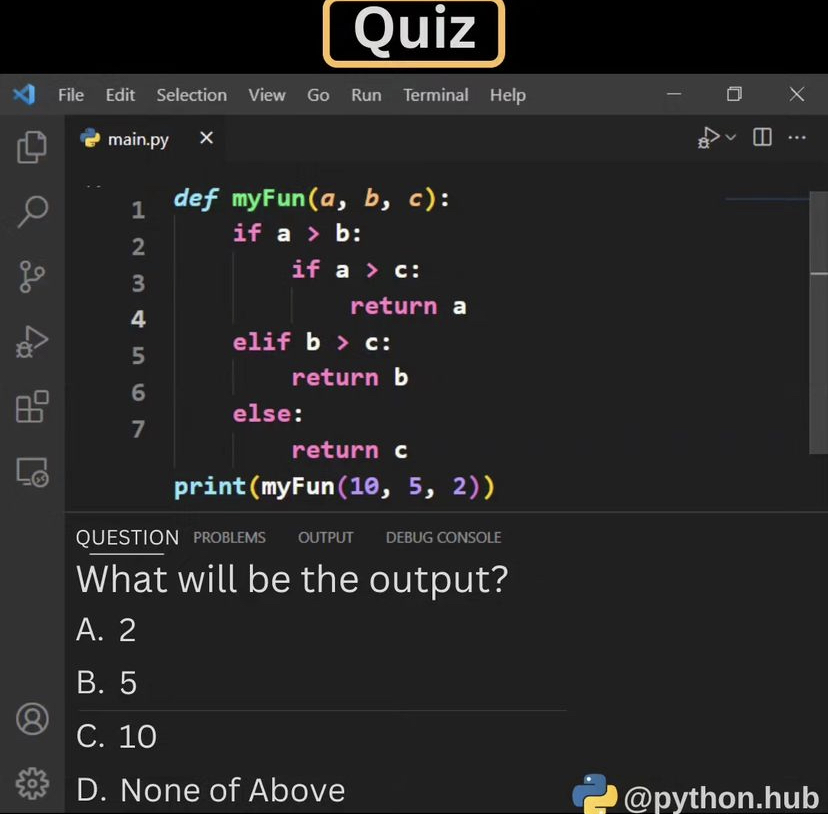 Quiz
File Edit Selection View Go Run Terminal Help
main.py
1 def myFun(a, b, c):
2 if a > b:
3 if a > c:
4 return a
5 elif b > c:
6 return b
7 else:
return c
print(myFun(10, 5, 2))
QUESTION PROBLEMS OUTPUT DEBUG CONSOLE
What will be the output?
A. 2
B. 5
C. 10
D. None of Above
@python.hub